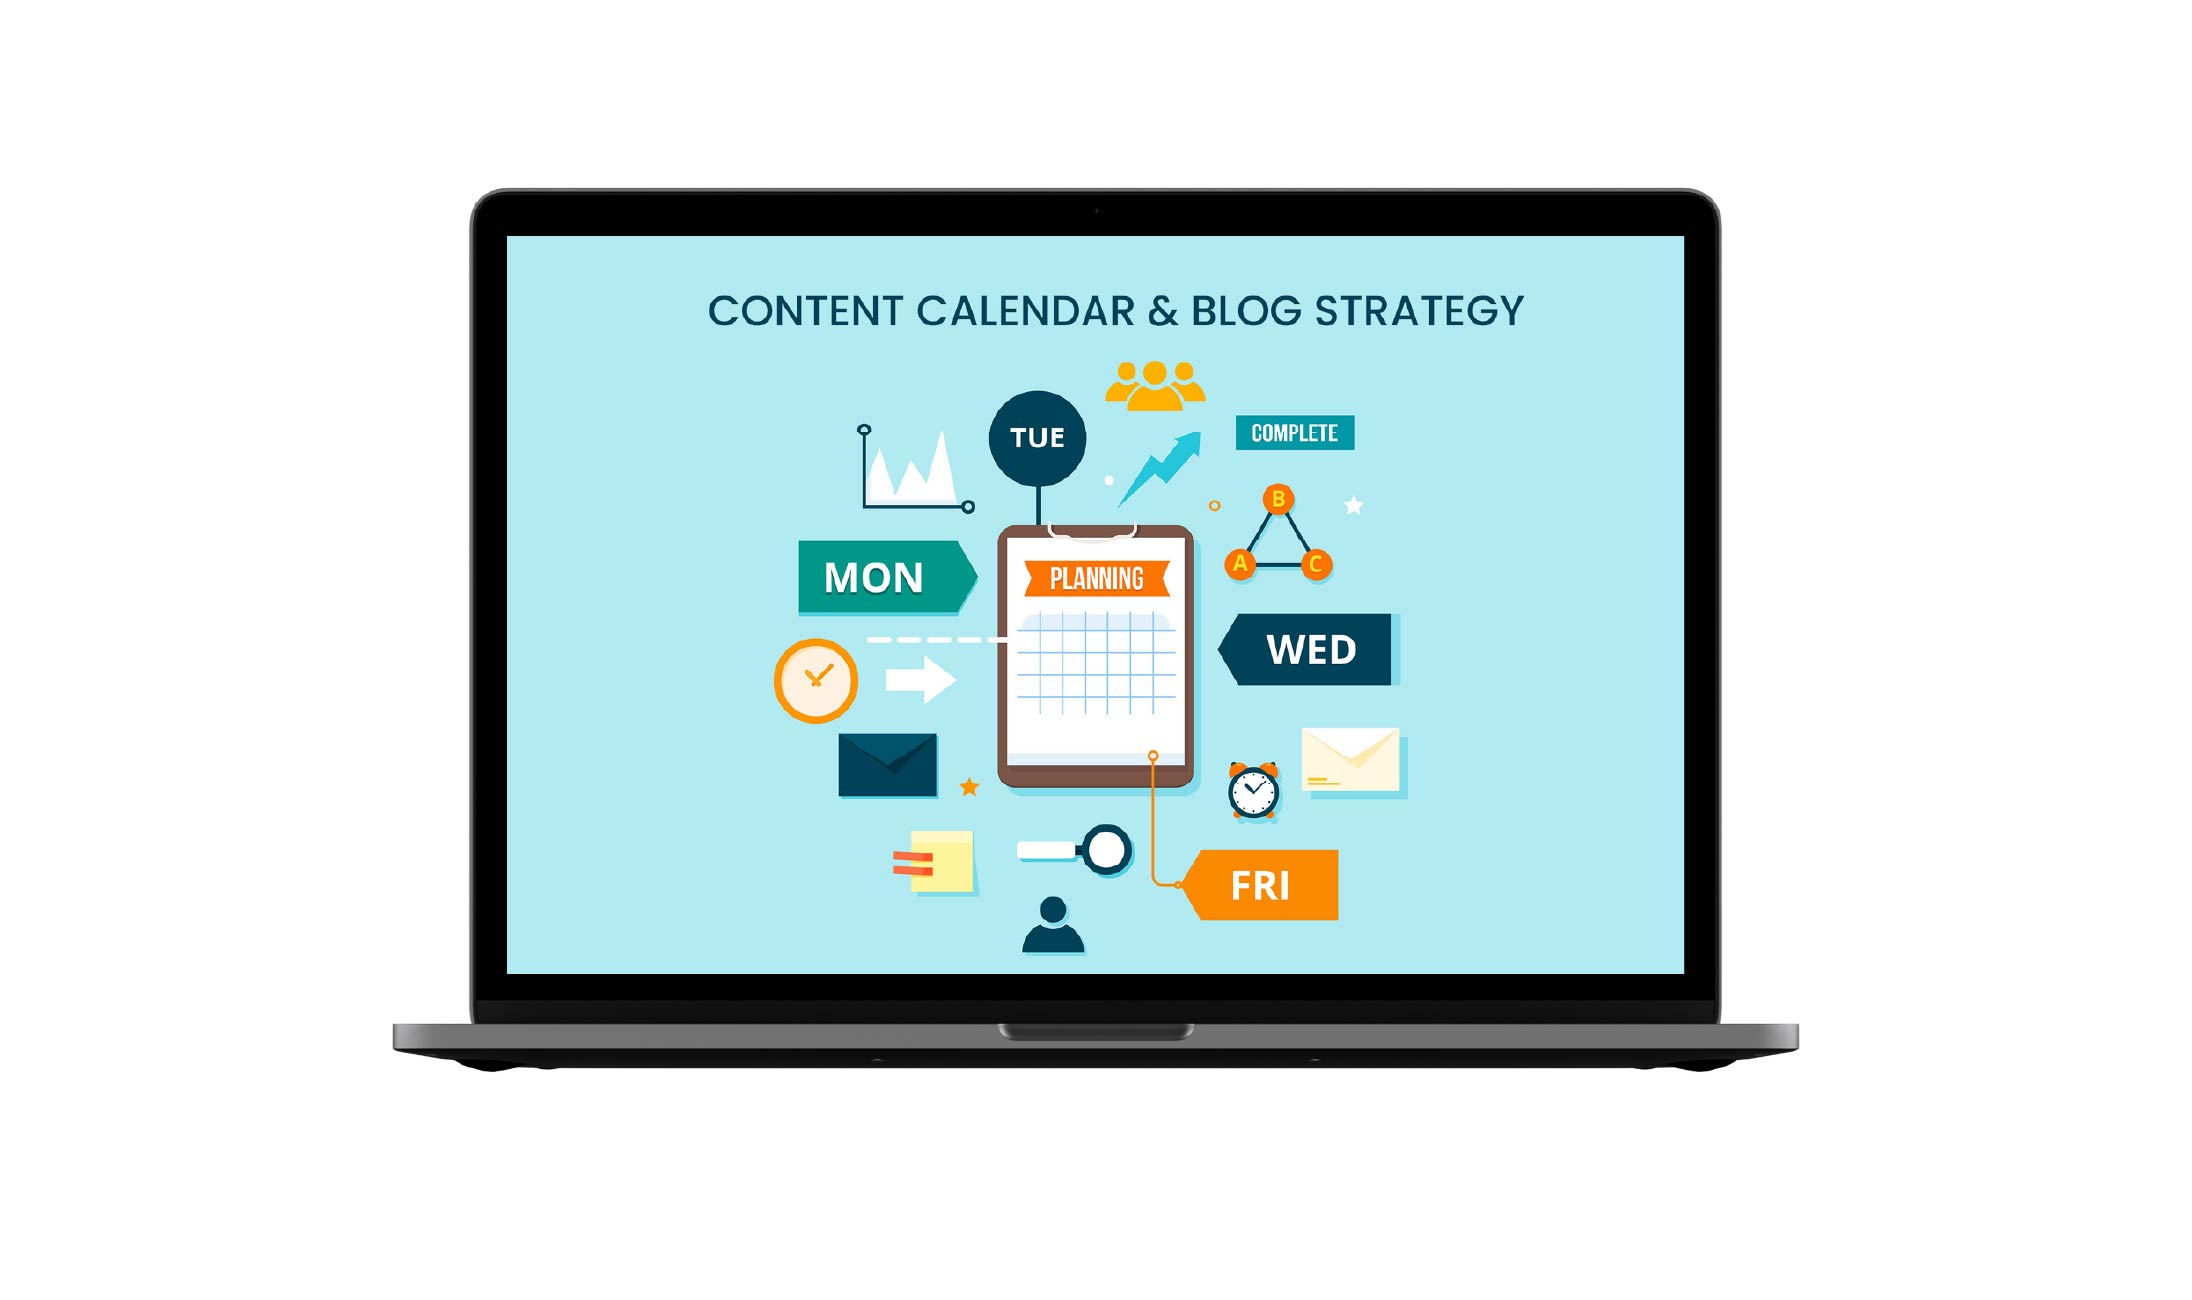 CONTENT CALENDAR & BLOG STRATEGY
TUE
COMPLETE
B
A
C
MON
PLANNING
WED
FRI